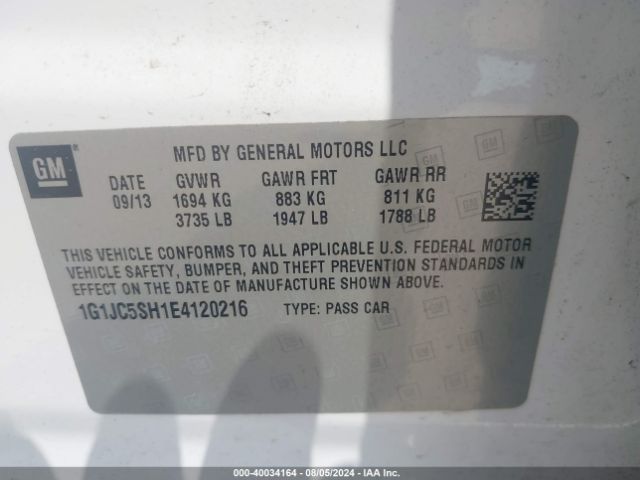 GM
MFD BY GENERAL MOTORS LLC
DATE GVWR GAWR FRT GAWR RR
09/13 1694 KG 883 KG 811 KG
3735 LB 1947 LB 1788 LB
THIS VEHICLE CONFORMS TO ALL APPLICABLE U.S. FEDERAL MOTOR
VEHICLE SAFETY, BUMPER, AND THEFT PREVENTION STANDARDS IN
EFFECT ON THE DATE OF MANUFACTURE SHOWN ABOVE.
1G1JC5SH1E4120216 TYPE: PASS CAR
000-40034164 - 08/05/2024 - IAA Inc.